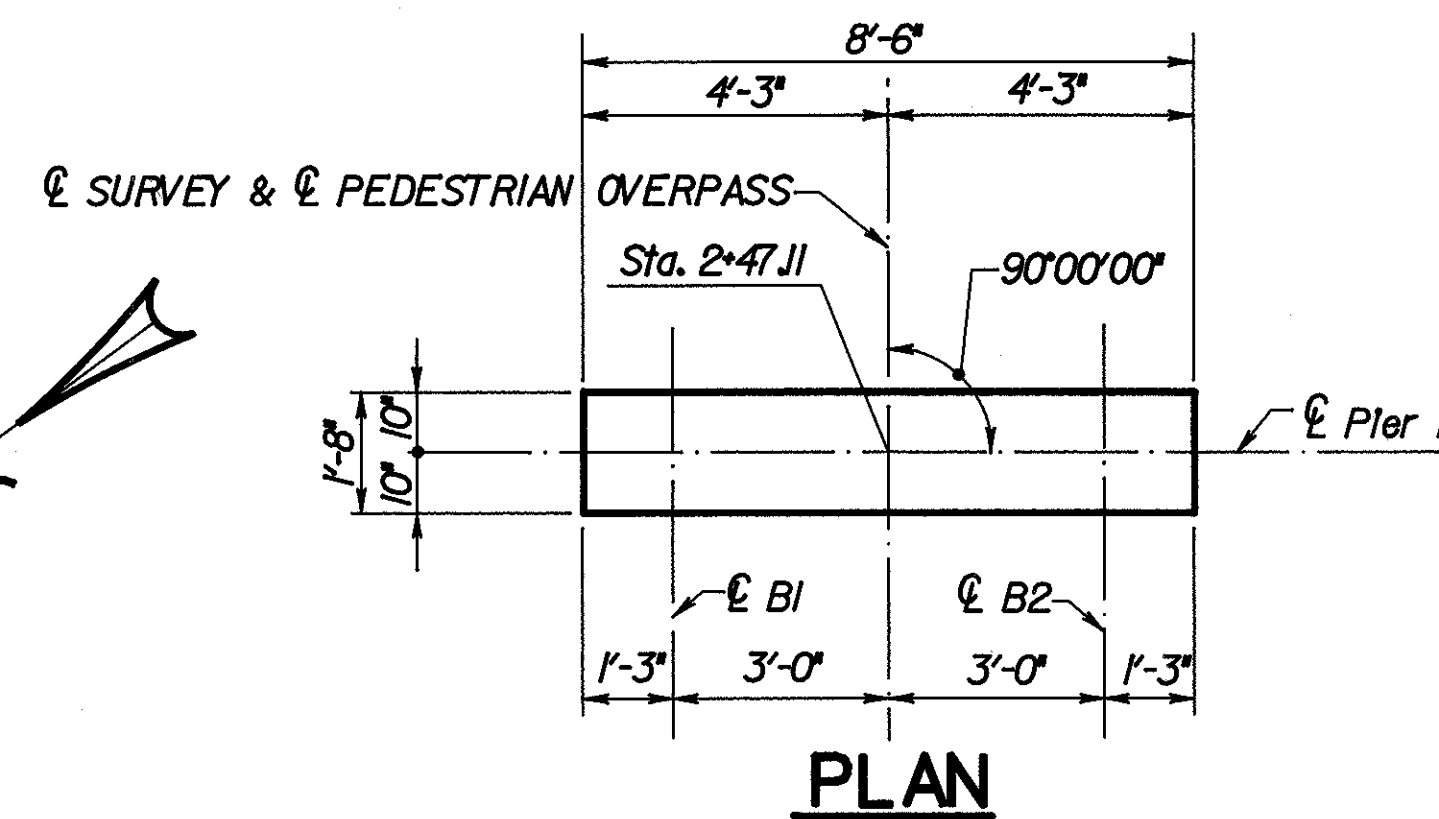 8'-6"
4'-3" 4'-3"
℄ SURVEY & ℄ PEDESTRIAN OVERPASS
Sta. 2+47.11
90°00'00"
1'-8"
10"
10"
℄ Pier
℄ B1
℄ B2
1'-3" 3'-0" 3'-0" 1'-3"
PLAN